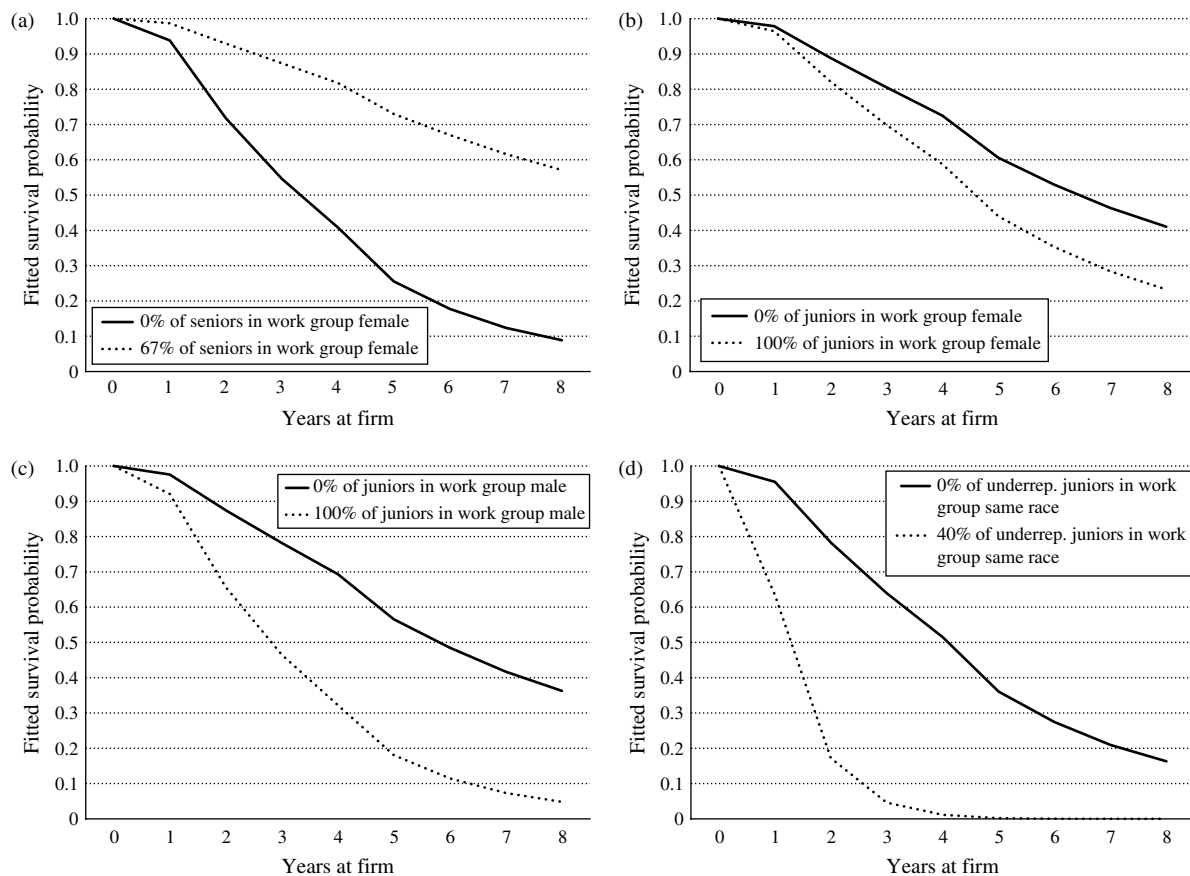 (a)
1.0
0.9
0.8
0.7
0.6
0.5
0.4
0.3
0.2
0.1
0
Fitted survival probability
0% of seniors in work group female
67% of seniors in work group female
0 1 2 3 4 5 6 7 8
Years at firm
(b)
1.0
0.9
0.8
0.7
0.6
0.5
0.4
0.3
0.2
0.1
0
Fitted survival probability
0% of juniors in work group female
100% of juniors in work group female
0 1 2 3 4 5 6 7 8
Years at firm
(c)
1.0
0.9
0.8
0.7
0.6
0.5
0.4
0.3
0.2
0.1
0
Fitted survival probability
0% of juniors in work group male
100% of juniors in work group male
0 1 2 3 4 5 6 7 8
Years at firm
(d)
1.0
0.9
0.8
0.7
0.6
0.5
0.4
0.3
0.2
0.1
0
Fitted survival probability
0% of underrep. juniors in work
group same race
40% of underrep. juniors in work
group same race
0 1 2 3 4 5 6 7 8
Years at firm